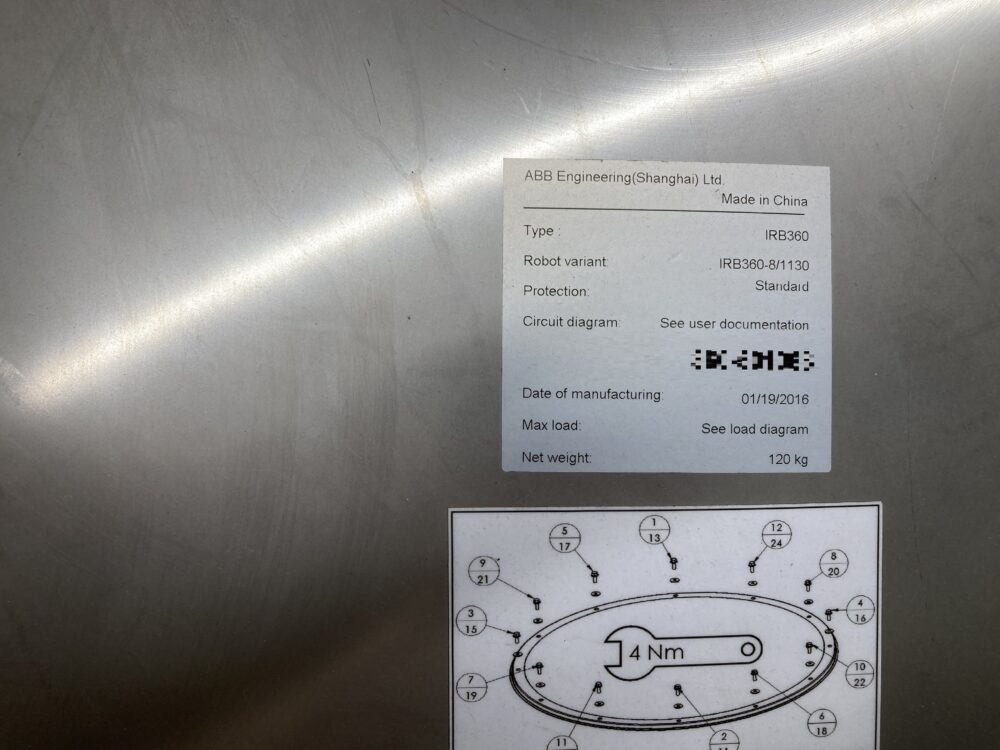 ABB Engineering(Shanghai) Ltd.
Made in China
Type : IRB360
Robot variant: IRB360-8/1130
Protection: Standard
Circuit diagram: See user documentation
Date of manufacturing: 01/19/2016
Max load: See load diagram
Net weight: 120 kg
1
13
12
24
5
17
8
20
9
21
4
16
3
15
4 Nm
10
22
7
19
6
18
11
2